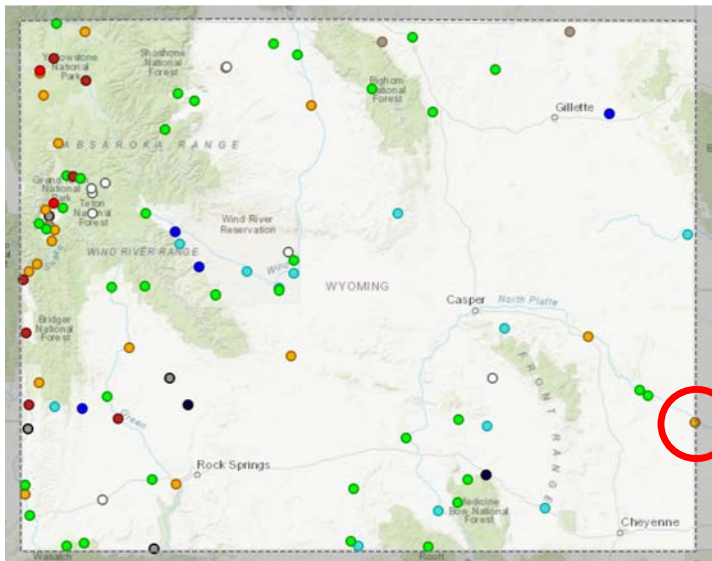 Yellowstone
National
Park
Shoshone
National
Forest
Bighorn
National
Forest
Gillette
ABSAROKA RANGE
Grand
National
Park
Teton
National
Forest
Wind River
Reservation
WIND RIVER RANGE
Wind
WYOMING
Casper
North Platte
Bridger
National
Forest
FRONT RANGE
Green
Rock Springs
Medicine
Bow National
Forest
Cheyenne
Wasatch
Routt